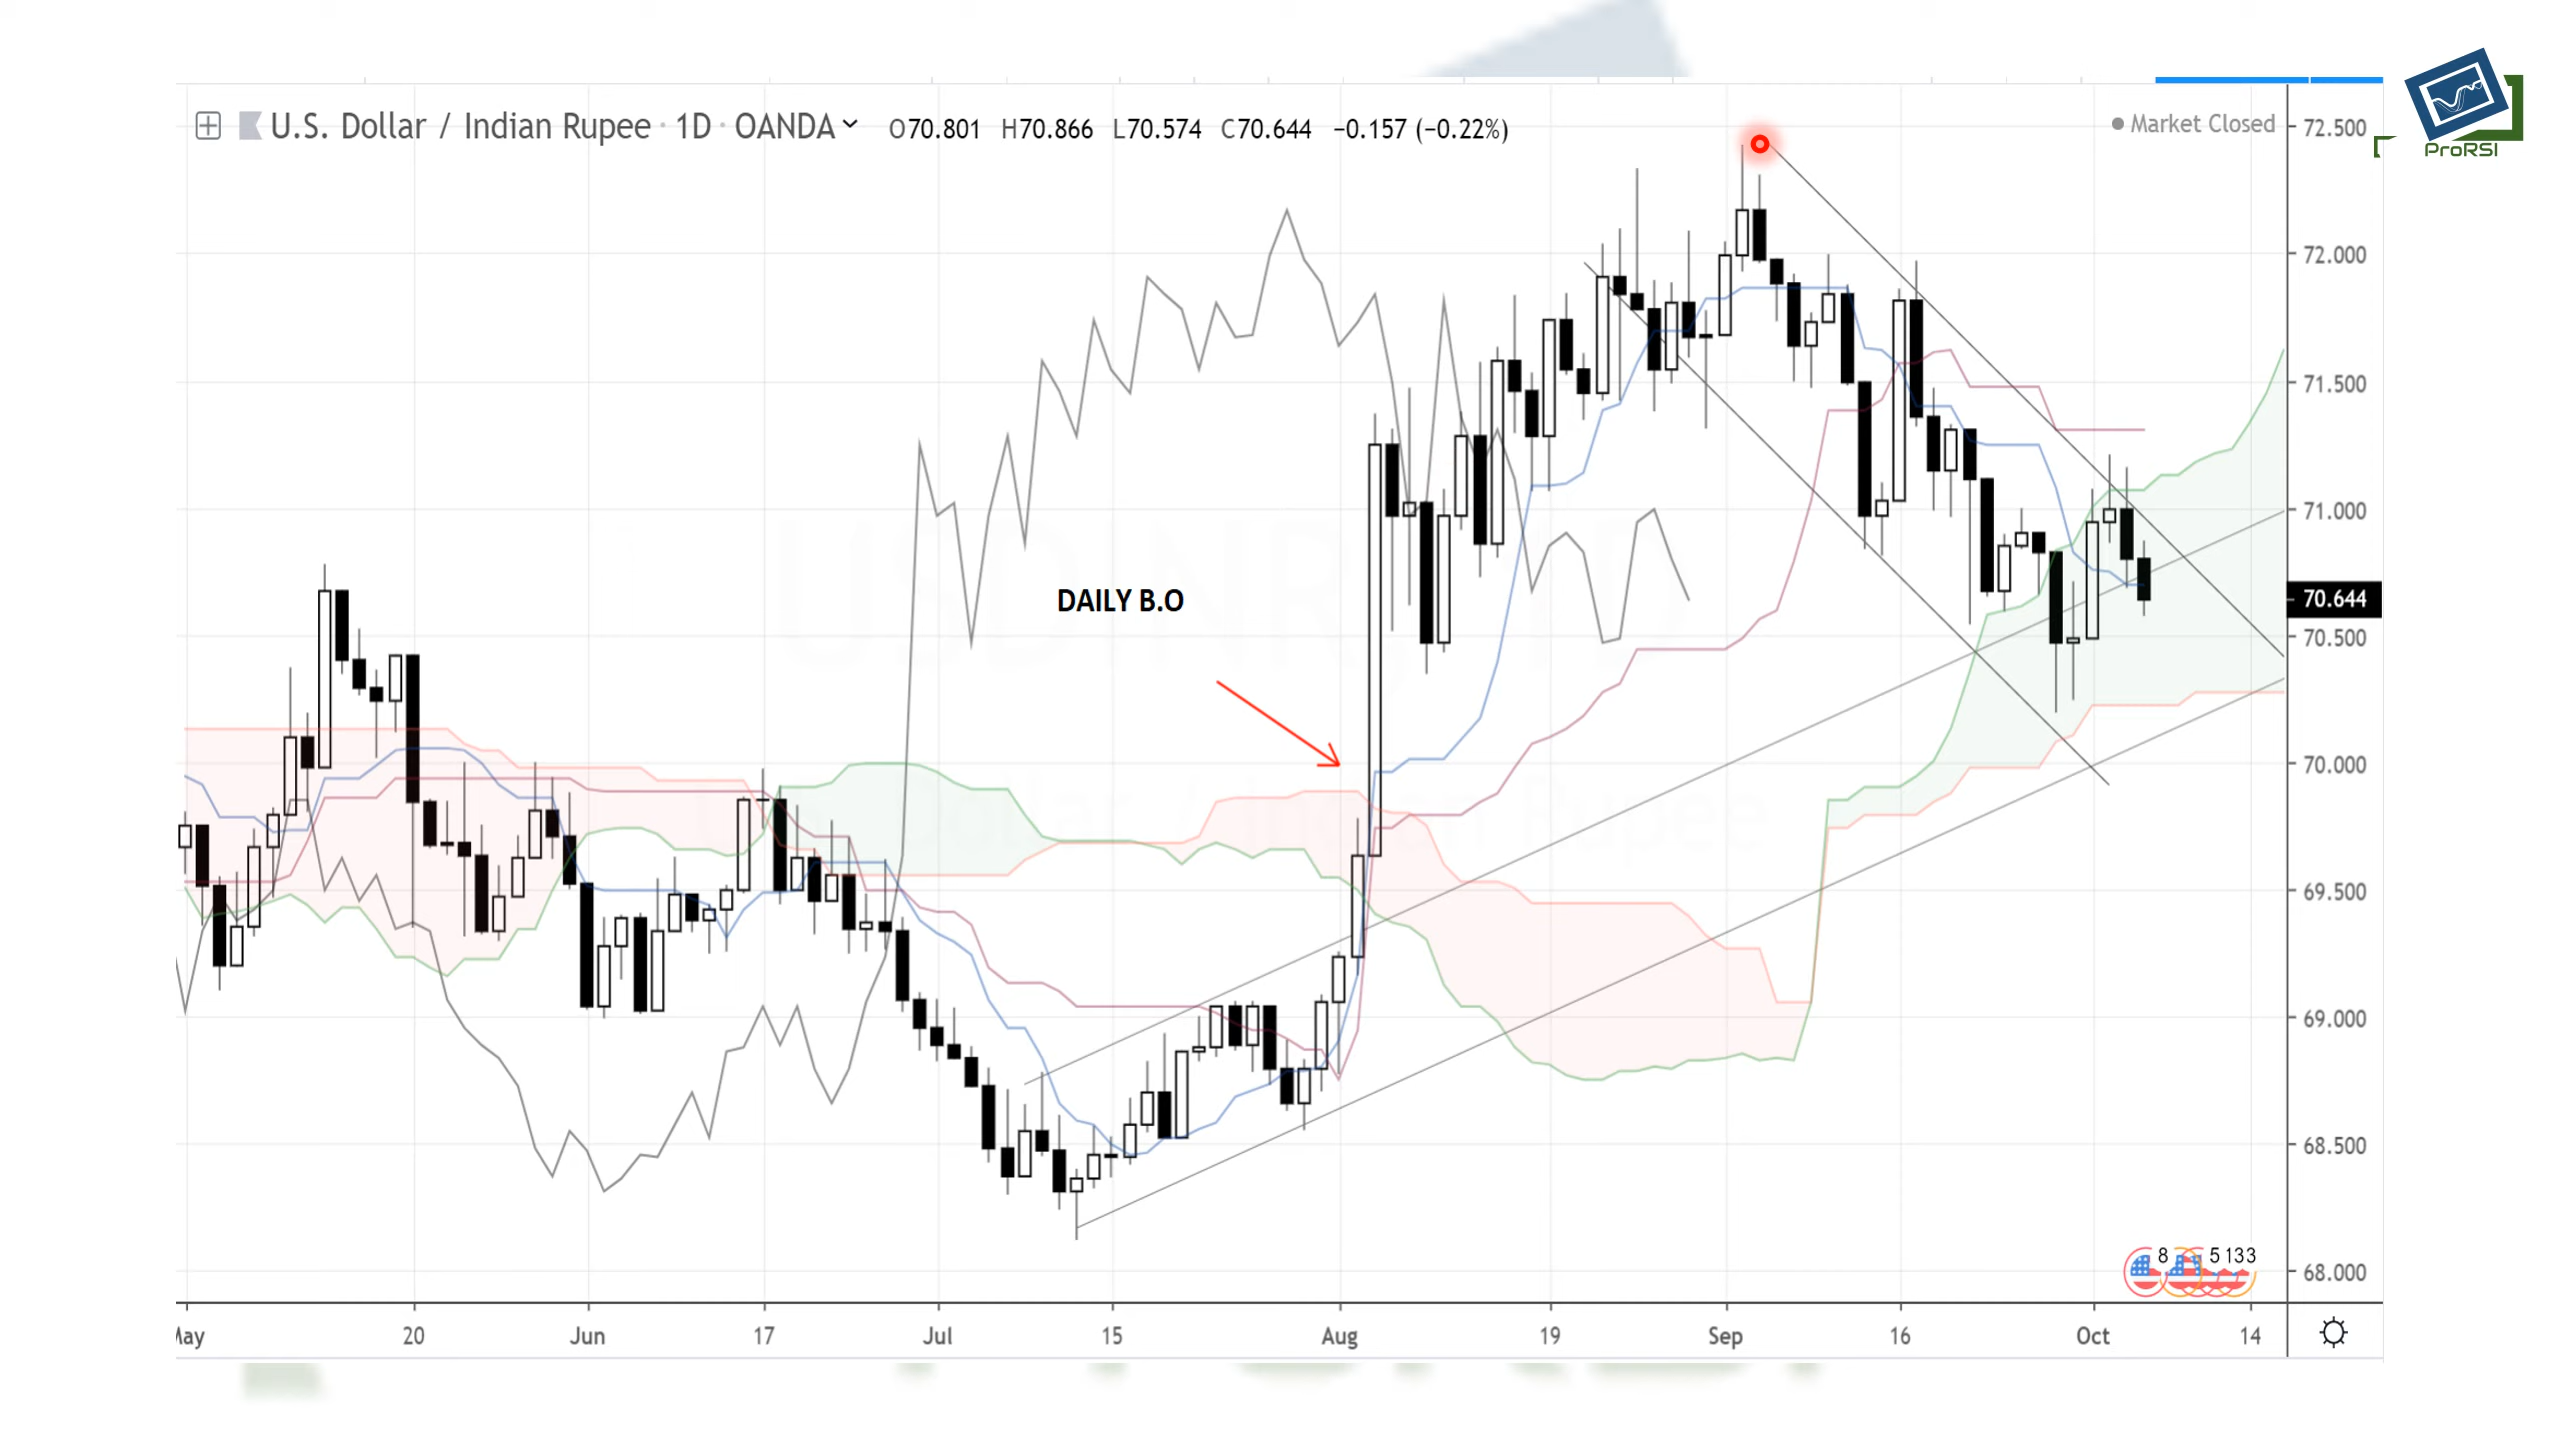 U.S. Dollar / Indian Rupee · 1D · OANDA O70.801 H70.866 L70.574 C70.644 −0.157 (−0.22%)
Market Closed
ProRSI
72.500
72.000
71.500
71.000
DAILY B.O
70.644
70.500
70.000
69.500
69.000
68.500
68.000
8 5 133
May 20 Jun 17 Jul 15 Aug 19 Sep 16 Oct 14